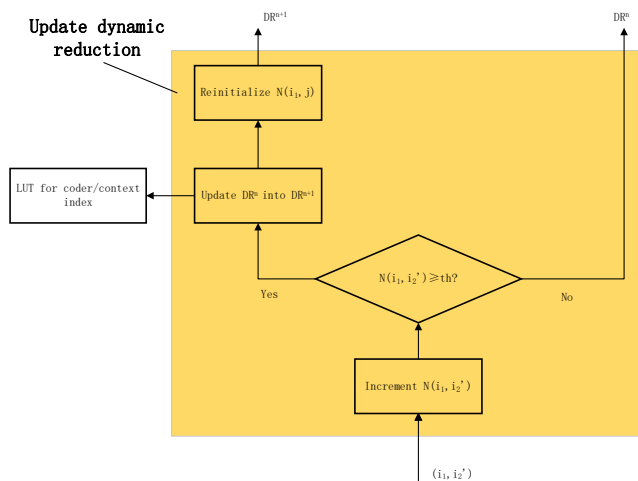 DRⁿ⁺¹
DRⁿ
Update dynamic
reduction
Reinitialize N(i₁,j)
LUT for coder/context
index
Update DRⁿ into DRⁿ⁺¹
N(i₁,i₂’)≥th?
Yes
No
Increment N(i₁,i₂’)
(i₁,i₂’)